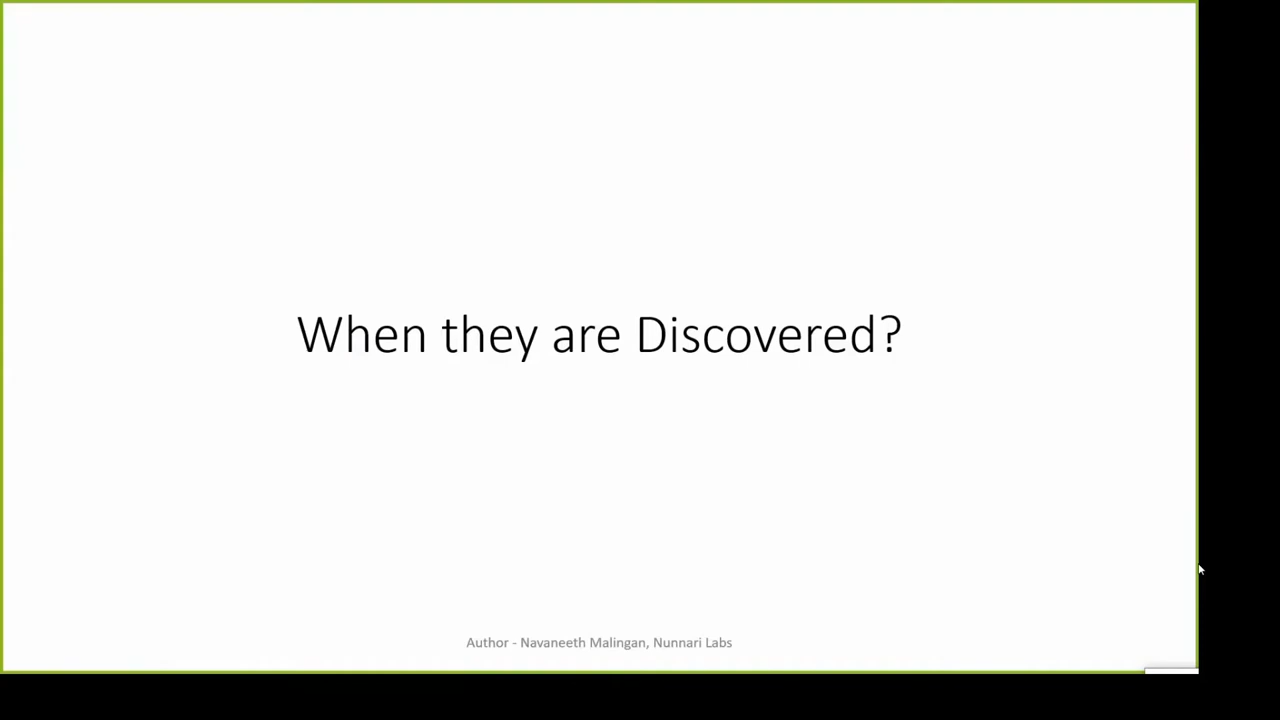 When they are Discovered?
Author - Navaneeth Malingan, Nunnari Labs